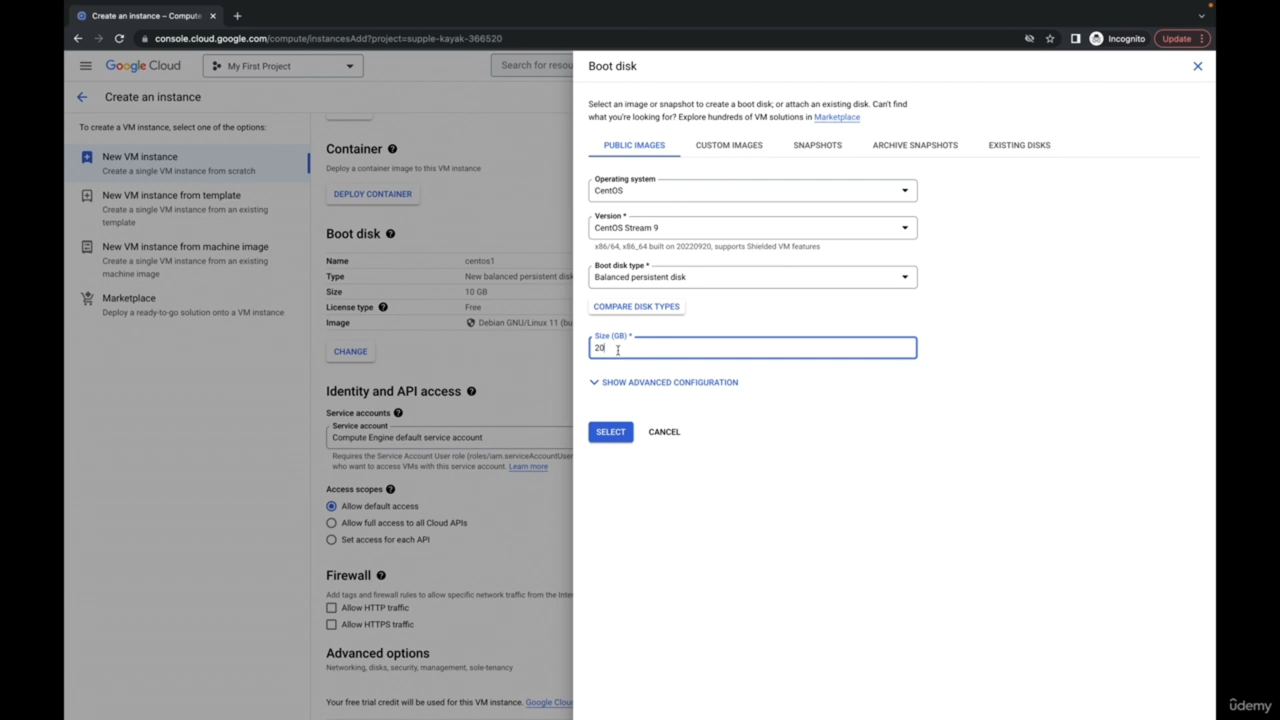 Create an instance – Compute
console.cloud.google.com/compute/instancesAdd?project=supple-kayak-366520
Incognito
Update
Google Cloud
My First Project
Search for resou
Create an instance
To create a VM instance, select one of the options:
New VM instance
Create a single VM instance from scratch
New VM instance from template
Create a single VM instance from an existing
template
New VM instance from machine image
Create a single VM instance from an existing
machine image
Marketplace
Deploy a ready-to-go solution onto a VM instance
Container
Deploy a container image to this VM instance
DEPLOY CONTAINER
Boot disk
Name centos1
Type New balanced persistent disk
Size 10 GB
License type Free
Image Debian GNU/Linux 11 (bu
CHANGE
Identity and API access
Service accounts
Service account
Compute Engine default service account
Requires the Service Account User role (roles/iam.serviceAccountUser
who want to access VMs with this service account. Learn more
Access scopes
Allow default access
Allow full access to all Cloud APIs
Set access for each API
Firewall
Add tags and firewall rules to allow specific network traffic from the Inte
Allow HTTP traffic
Allow HTTPS traffic
Advanced options
Networking, disks, security, management, sole-tenancy
Your free trial credit will be used for this VM instance. Google Clou
Boot disk
Select an image or snapshot to create a boot disk; or attach an existing disk. Can't find
what you're looking for? Explore hundreds of VM solutions in Marketplace
PUBLIC IMAGES CUSTOM IMAGES SNAPSHOTS ARCHIVE SNAPSHOTS EXISTING DISKS
Operating system
CentOS
Version *
CentOS Stream 9
x86/64, x86_64 built on 20220920, supports Shielded VM features
Boot disk type *
Balanced persistent disk
COMPARE DISK TYPES
Size (GB) *
20
SHOW ADVANCED CONFIGURATION
SELECT CANCEL
ûdemy